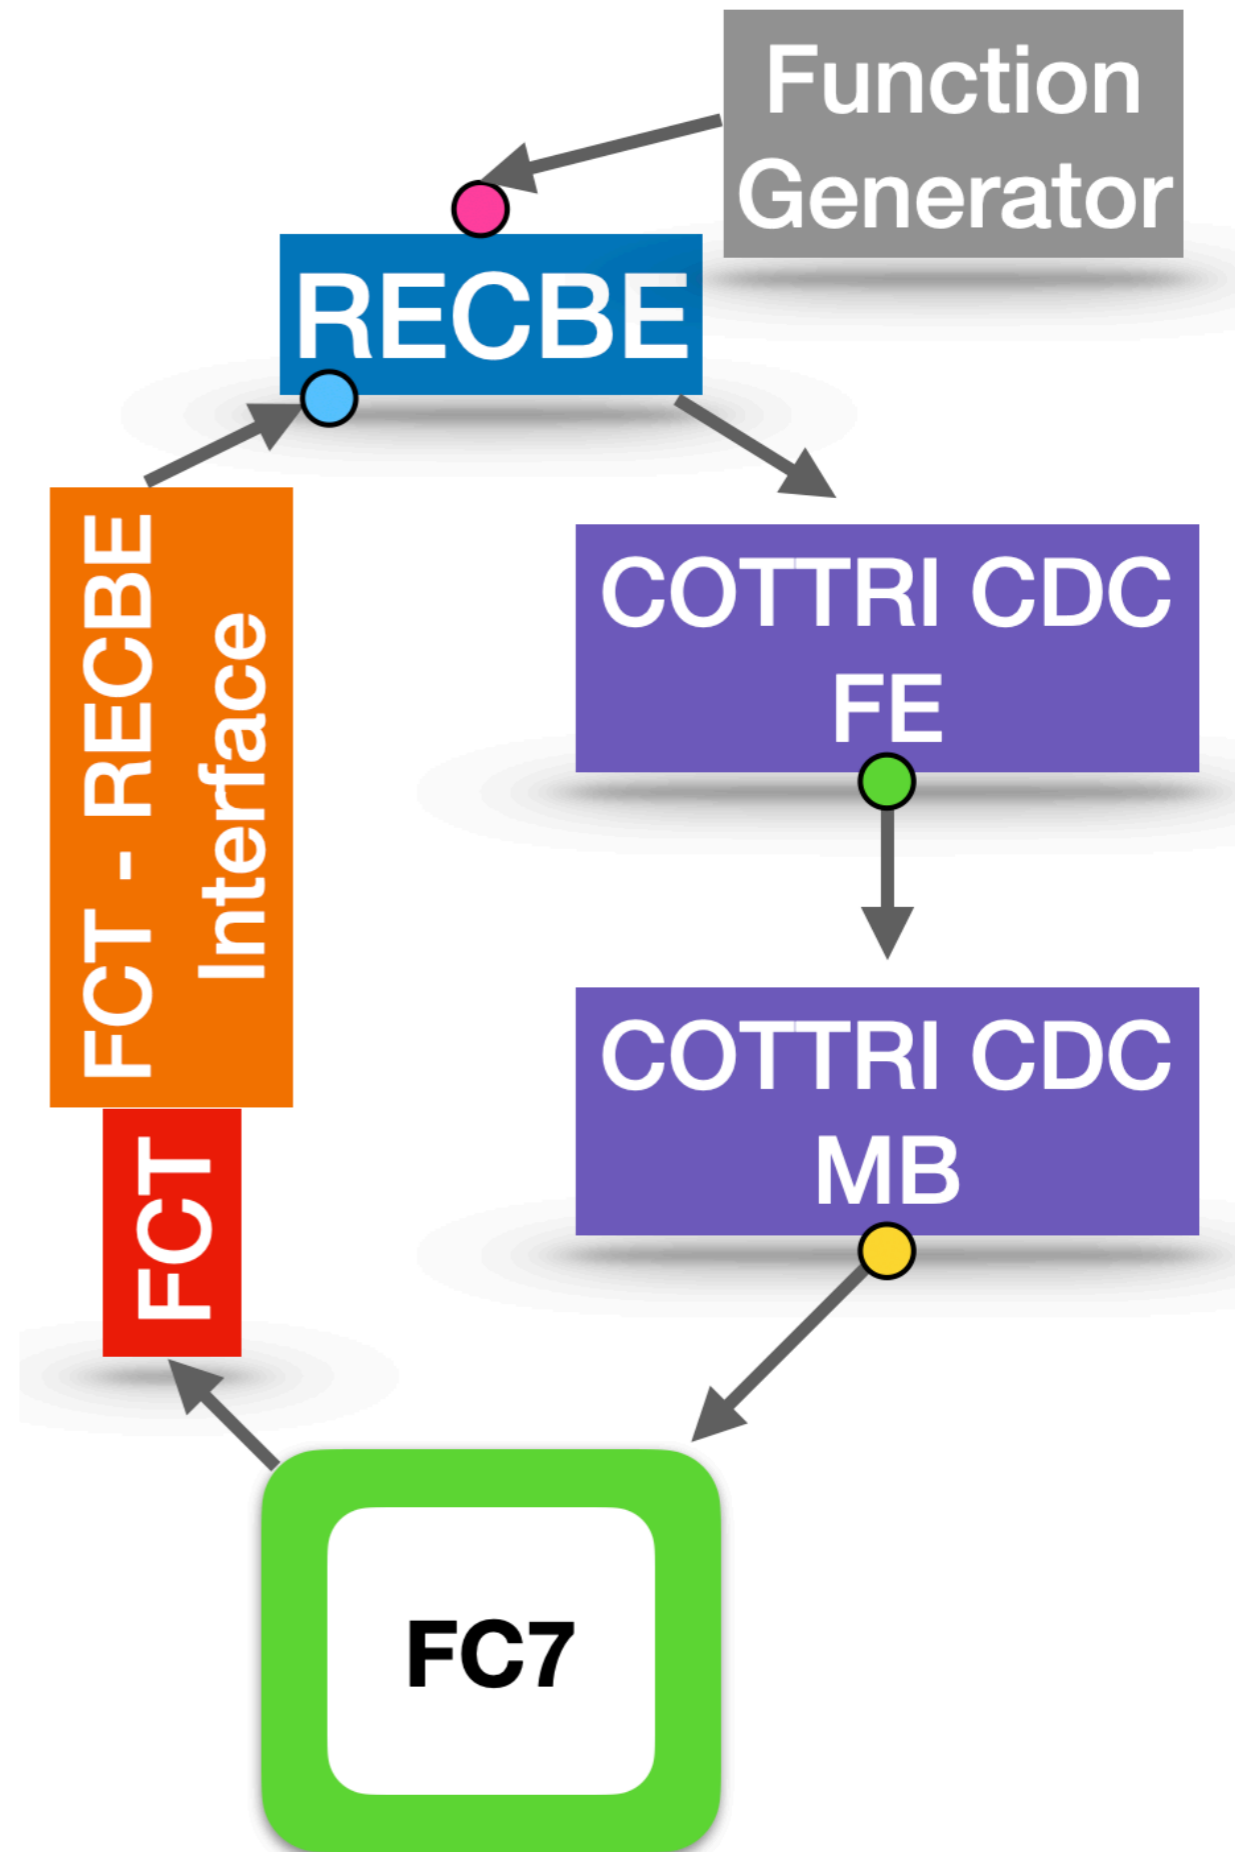 Function
Generator
RECBE
FCT - RECBE
Interface
COTTRI CDC
FE
COTTRI CDC
MB
FCT
FC7